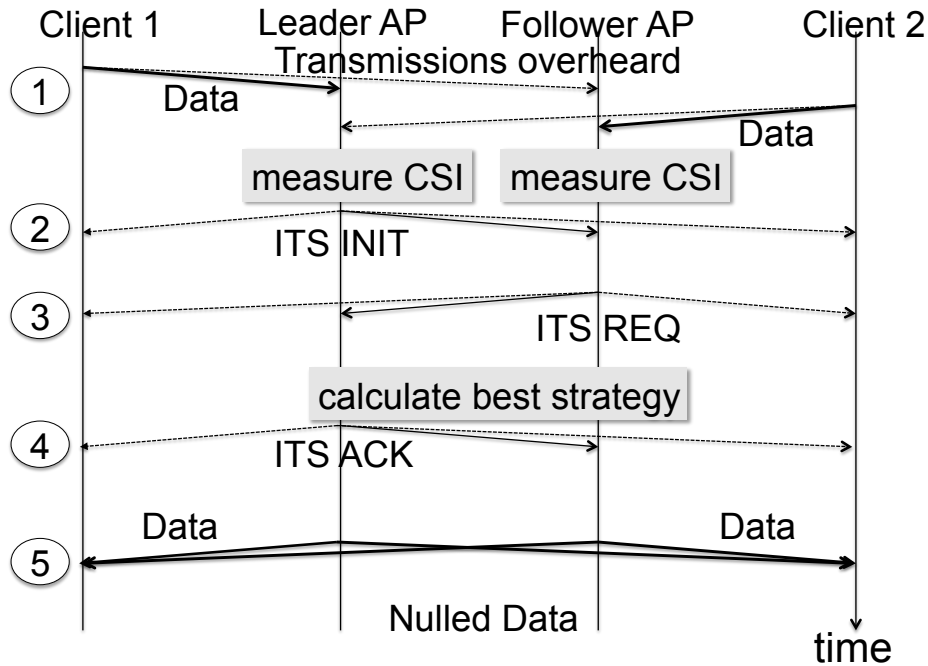 Client 1 Leader AP Follower AP Client 2
Transmissions overheard
1
Data
Data
measure CSI measure CSI
2
ITS INIT
3
ITS REQ
calculate best strategy
4
ITS ACK
Data Data
5
Nulled Data
time